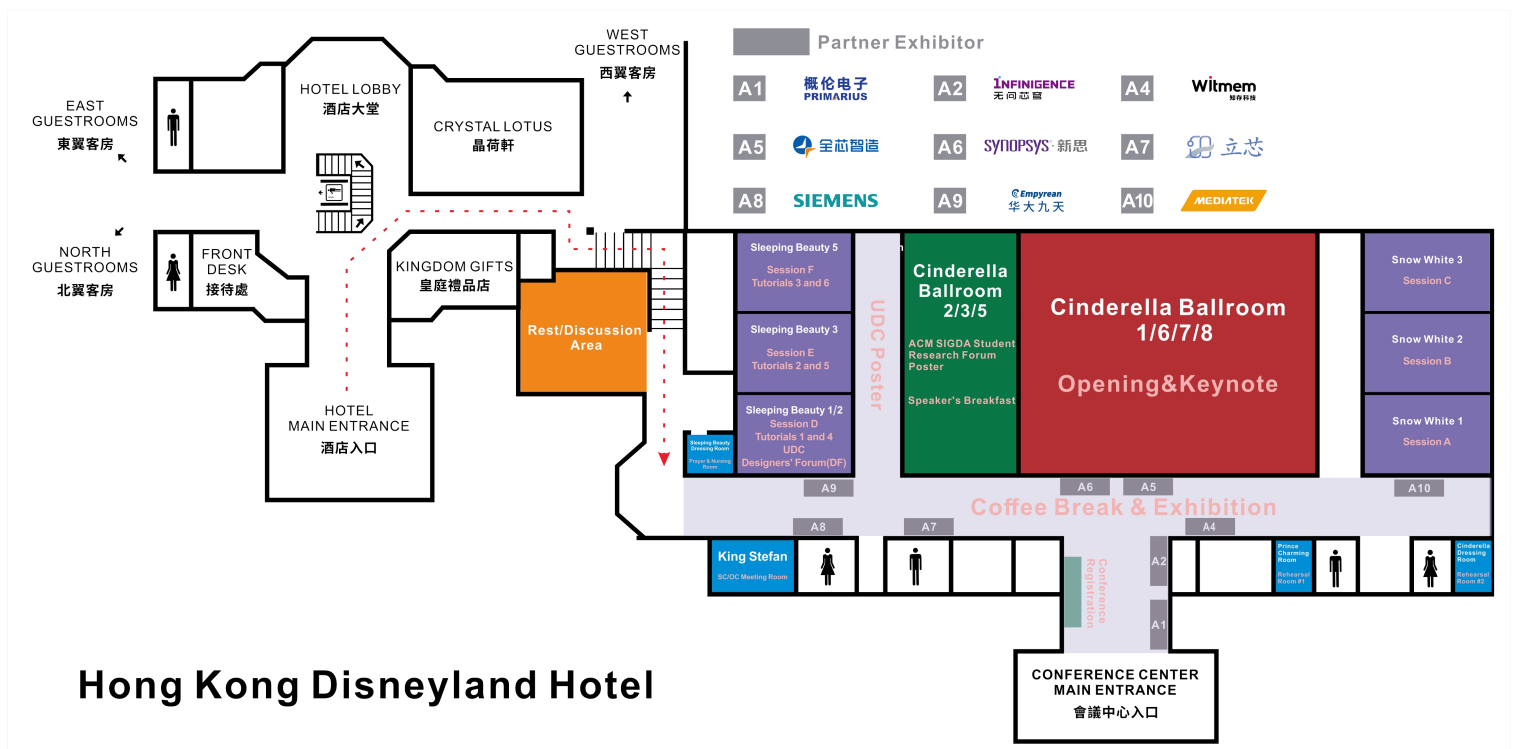 WEST
GUESTROOMS
西翼客房
Partner Exhibitor
A1
概伦电子
PRIMARIUS
A2
INFINIGENCE
无问芯穹
A4
Witmem
知存科技
A5
全芯智造
A6
SYNOPSYS 新思
A7
立芯
A8
SIEMENS
A9
Empyrean
华大九天
A10
MEDIATEK
EAST
GUESTROOMS
東翼客房
HOTEL LOBBY
酒店大堂
CRYSTAL LOTUS
晶荷軒
NORTH
GUESTROOMS
北翼客房
FRONT
DESK
接待處
KINGDOM GIFTS
皇庭禮品店
Rest/Discussion
Area
HOTEL
MAIN ENTRANCE
酒店入口
Sleeping Beauty 5
Session F
Tutorials 3 and 6
Sleeping Beauty 3
Session E
Tutorials 2 and 5
Sleeping Beauty 1/2
Session D
Tutorials 1 and 4
UDC
Designers' Forum(DF)
Sleeping Beauty
Dressing Room
Prayer & Nursing
Room
UDC Poster
n
Cinderella
Ballroom
2/3/5
ACM SIGDA Student
Research Forum
Poster
Speaker's Breakfast
Cinderella Ballroom
1/6/7/8
Opening&Keynote
Snow White 3
Session C
Snow White 2
Session B
Snow White 1
Session A
A9
A6
A5
A10
Coffee Break & Exhibition
A8
A7
A4
King Stefan
SC/OC Meeting Room
Conference
Registration
A2
A1
Prince
Charming
Room
Rehearsal
Room #1
Cinderella
Dressing
Room
Rehearsal
Room #2
CONFERENCE CENTER
MAIN ENTRANCE
會議中心入口
Hong Kong Disneyland Hotel